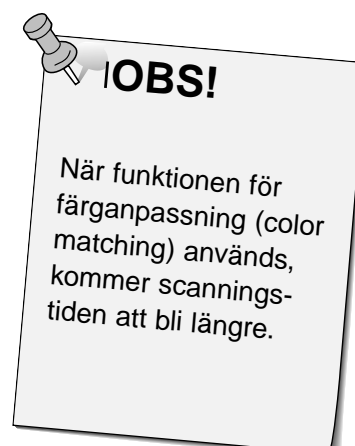 OBS!
När funktionen för
färganpassning (color
matching) används,
kommer scannings-
tiden att bli längre.